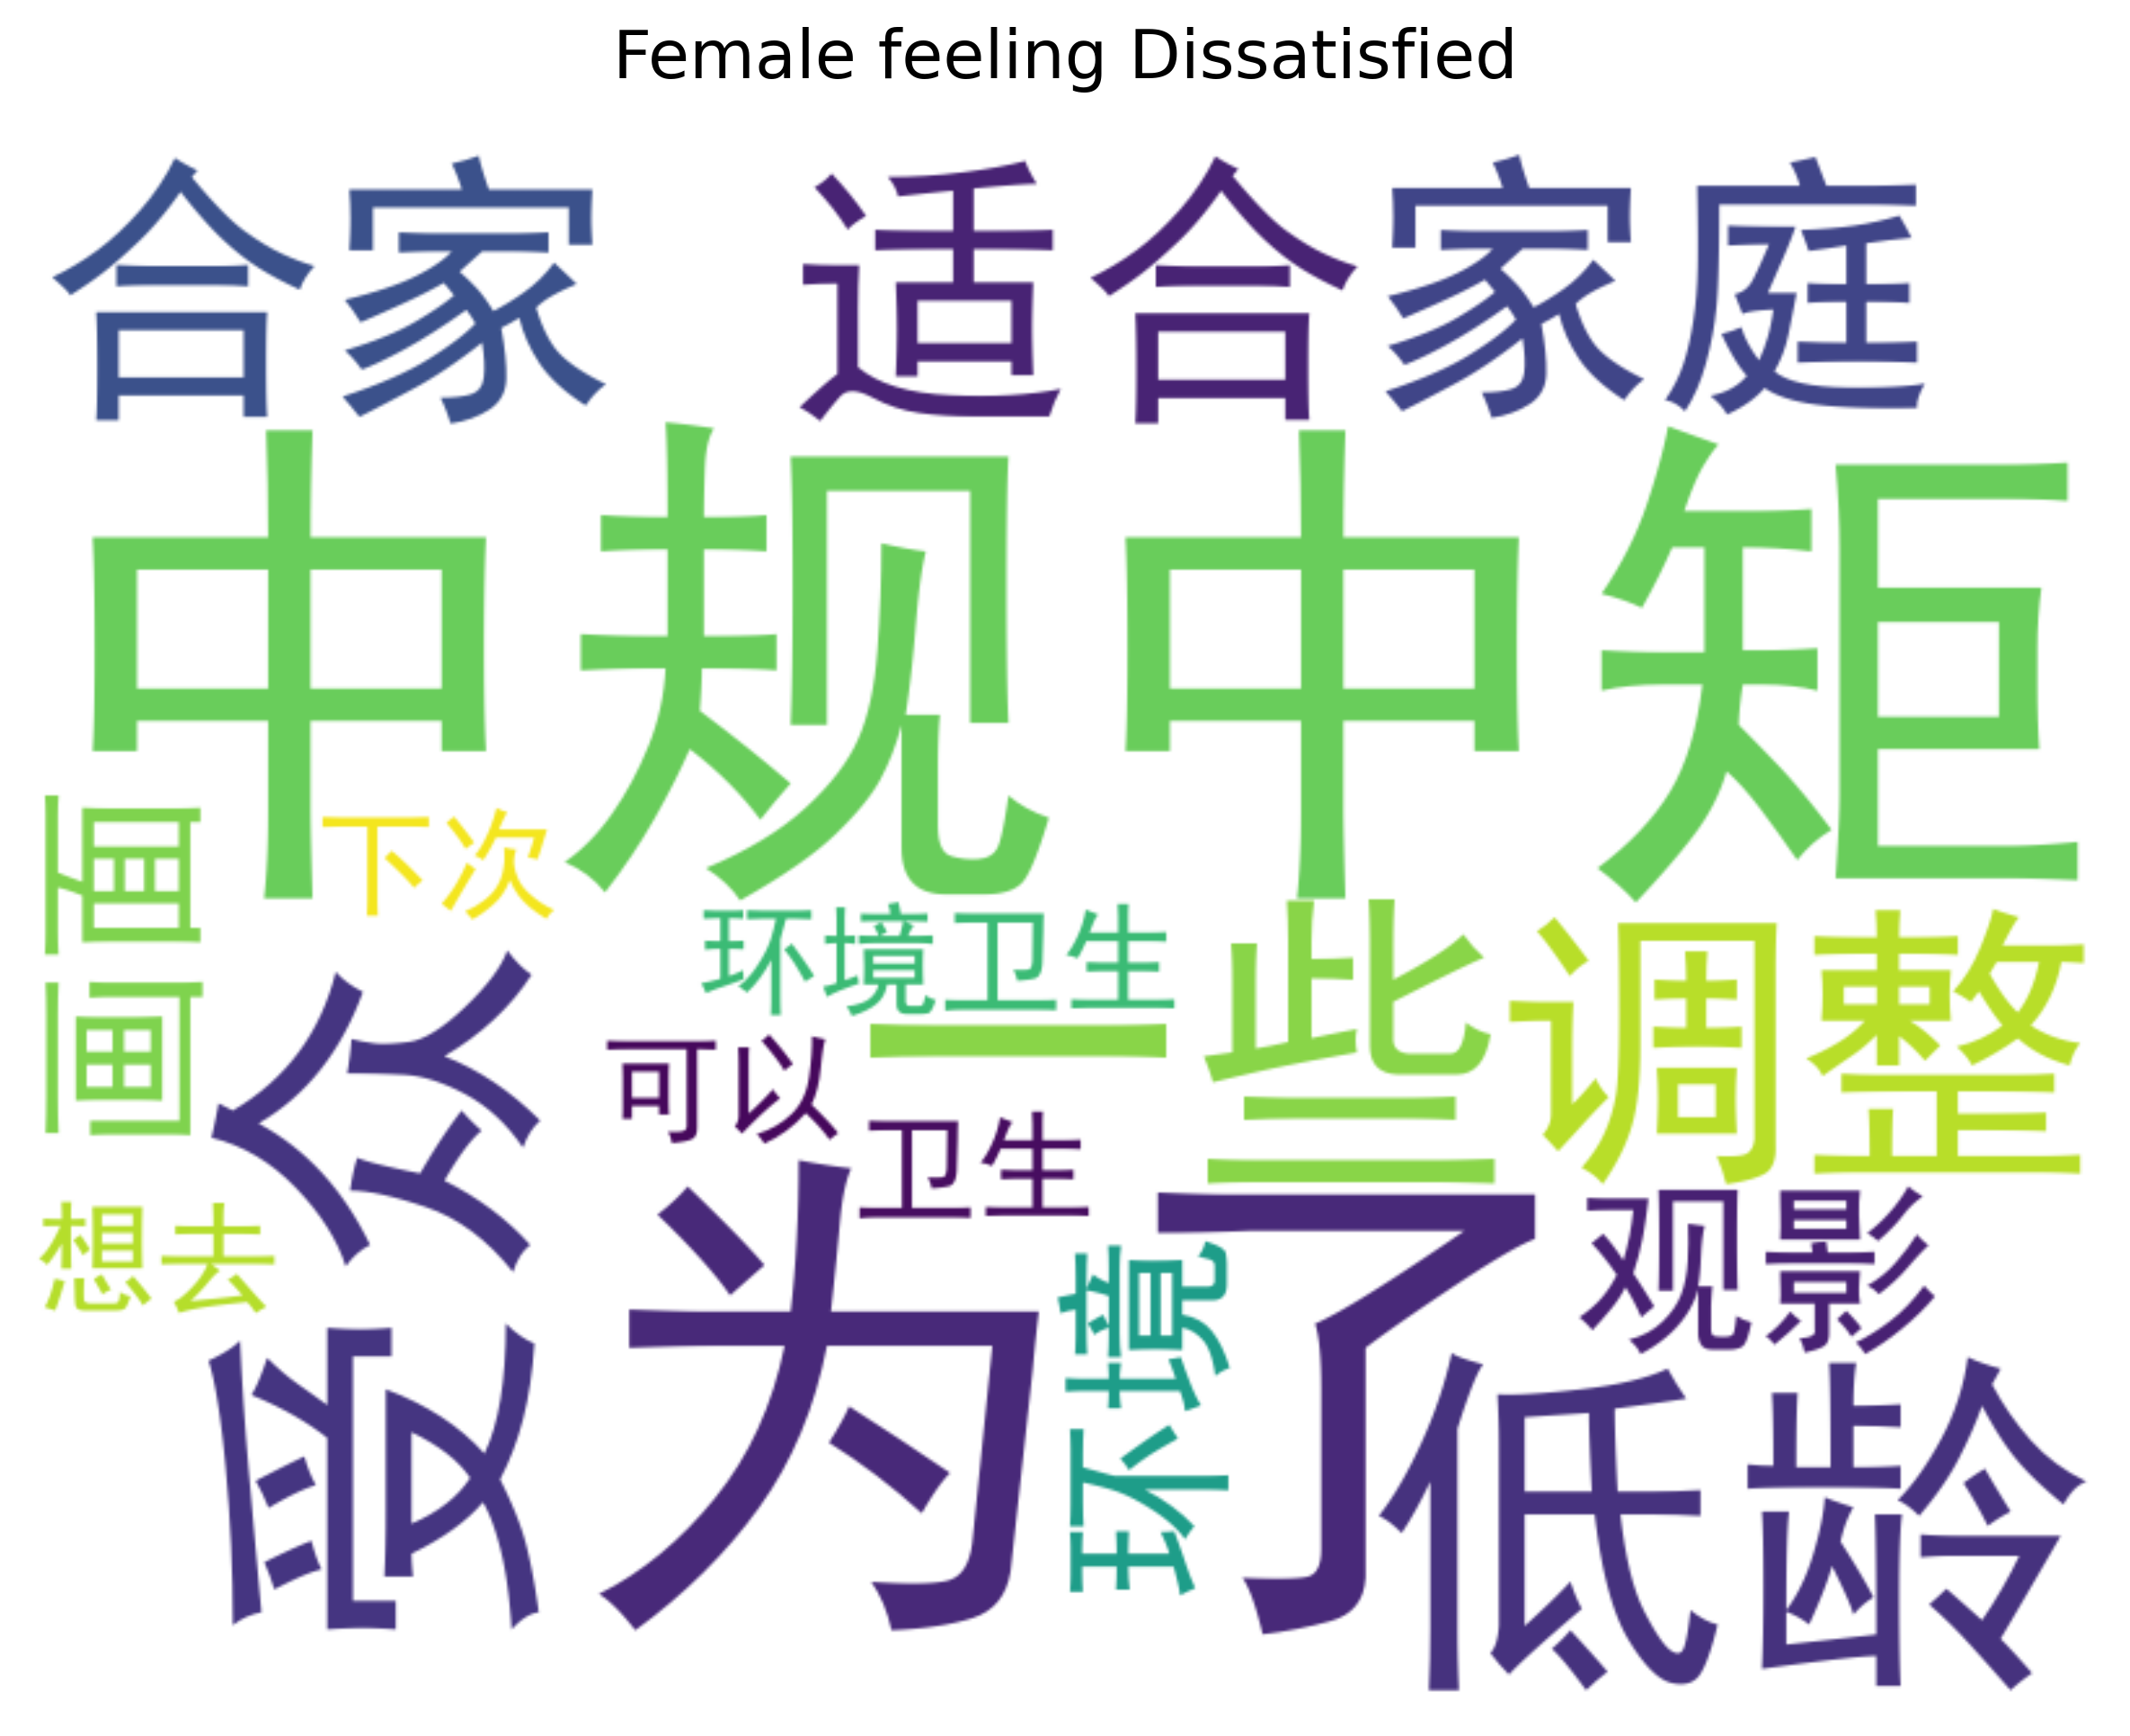 Female feeling Dissatisfied
合家
适合
家庭
中规中矩
画面
下次
环境卫生
一些
调整
受众
可以
卫生
想去
为了
环境
观影
低龄